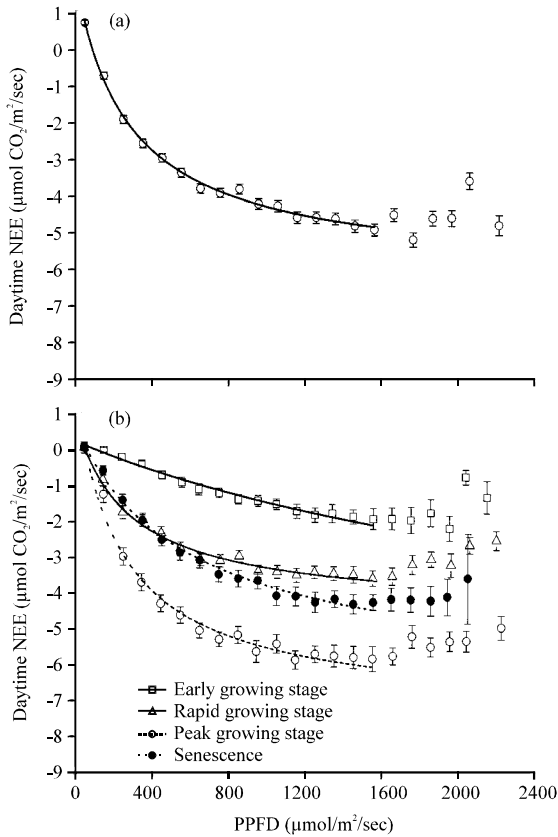 (a)
Daytime NEE (µmol CO₂/m²/sec)
1
0
-1
-2
-3
-4
-5
-6
-7
-8
-9
(b)
Daytime NEE (µmol CO₂/m²/sec)
1
0
-1
-2
-3
-4
-5
-6
-7
-8
-9
Early growing stage
Rapid growing stage
Peak growing stage
Senescence
0 400 800 1200 1600 2000 2400
PPFD (µmol/m²/sec)